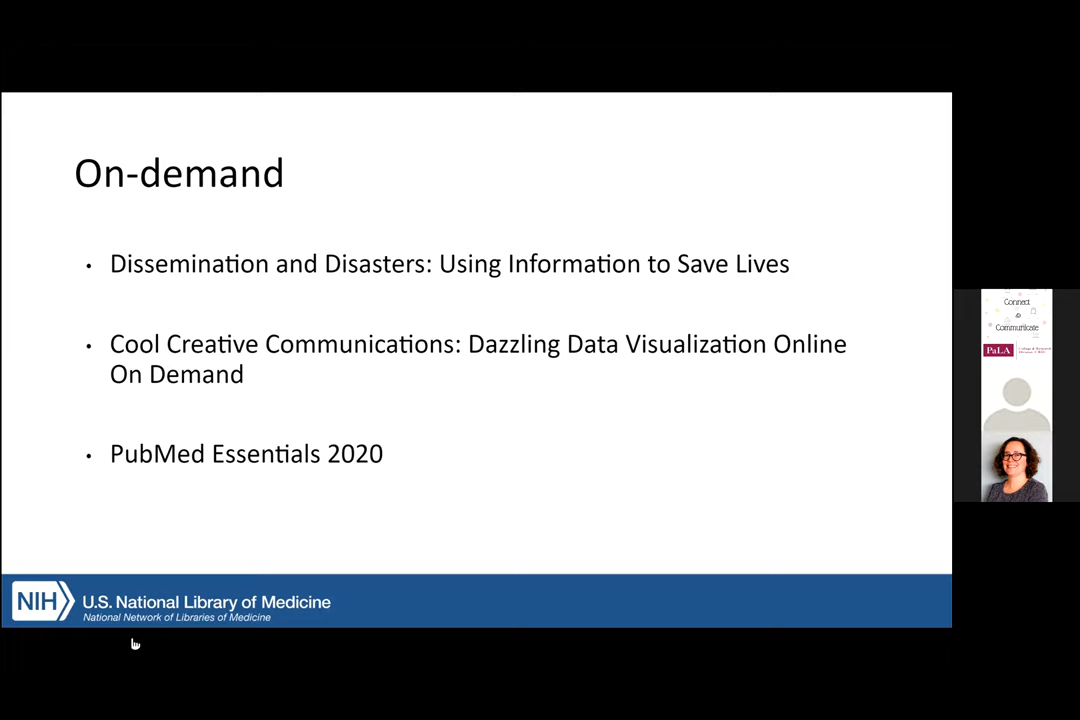 On-demand
• Dissemination and Disasters: Using Information to Save Lives
• Cool Creative Communications: Dazzling Data Visualization Online
On Demand
• PubMed Essentials 2020
NIH
U.S. National Library of Medicine
National Network of Libraries of Medicine
Connect
Communicate
PaLA